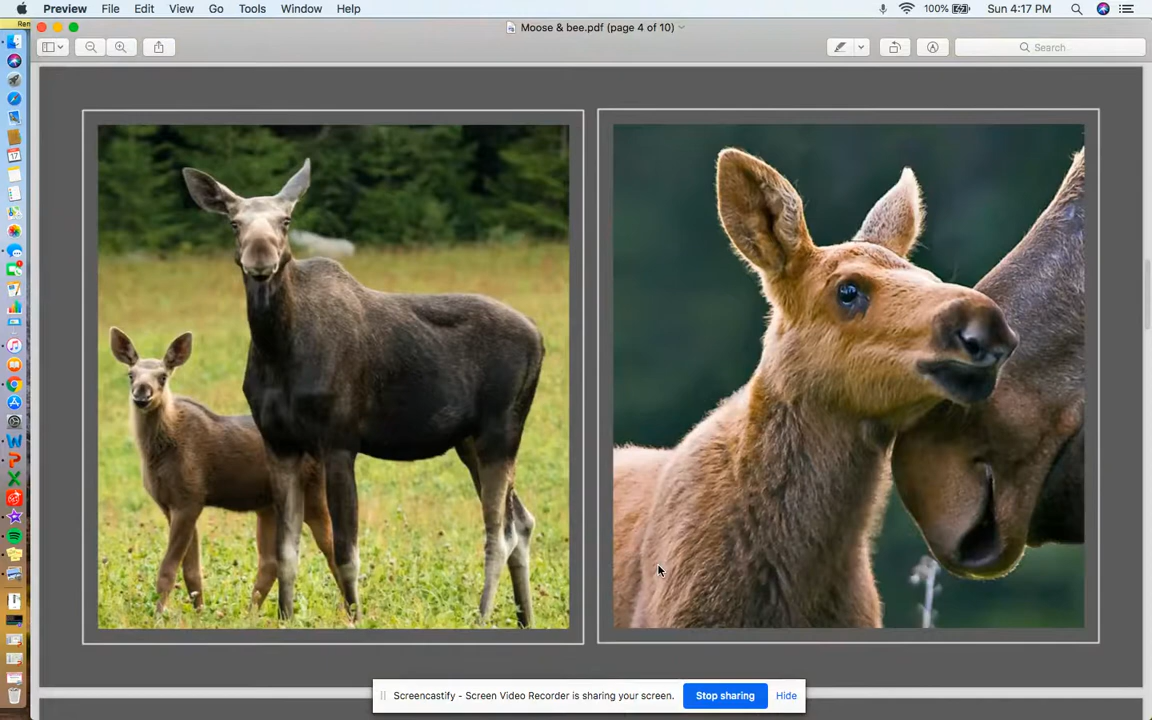 Preview File Edit View Go Tools Window Help 100% Sun 4:17 PM
Moose & bee.pdf (page 4 of 10)
Search
17
Screencastify - Screen Video Recorder is sharing your screen. Stop sharing Hide